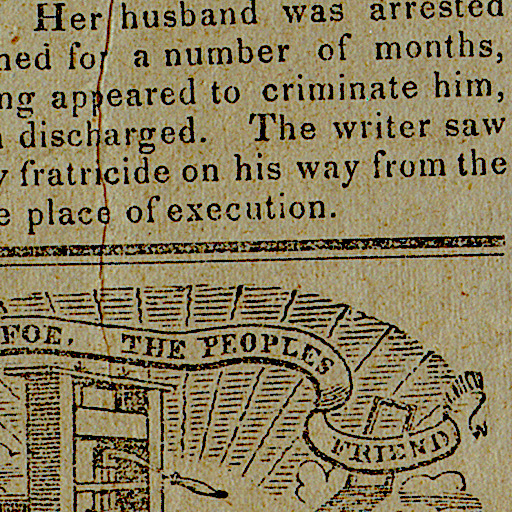 Her husband was arrested
ned for a number of months,
ng appeared to criminate him,
discharged. The writer saw
y fratricide on his way from the
e place of execution.
FOE, THE PEOPLES
FRIEND